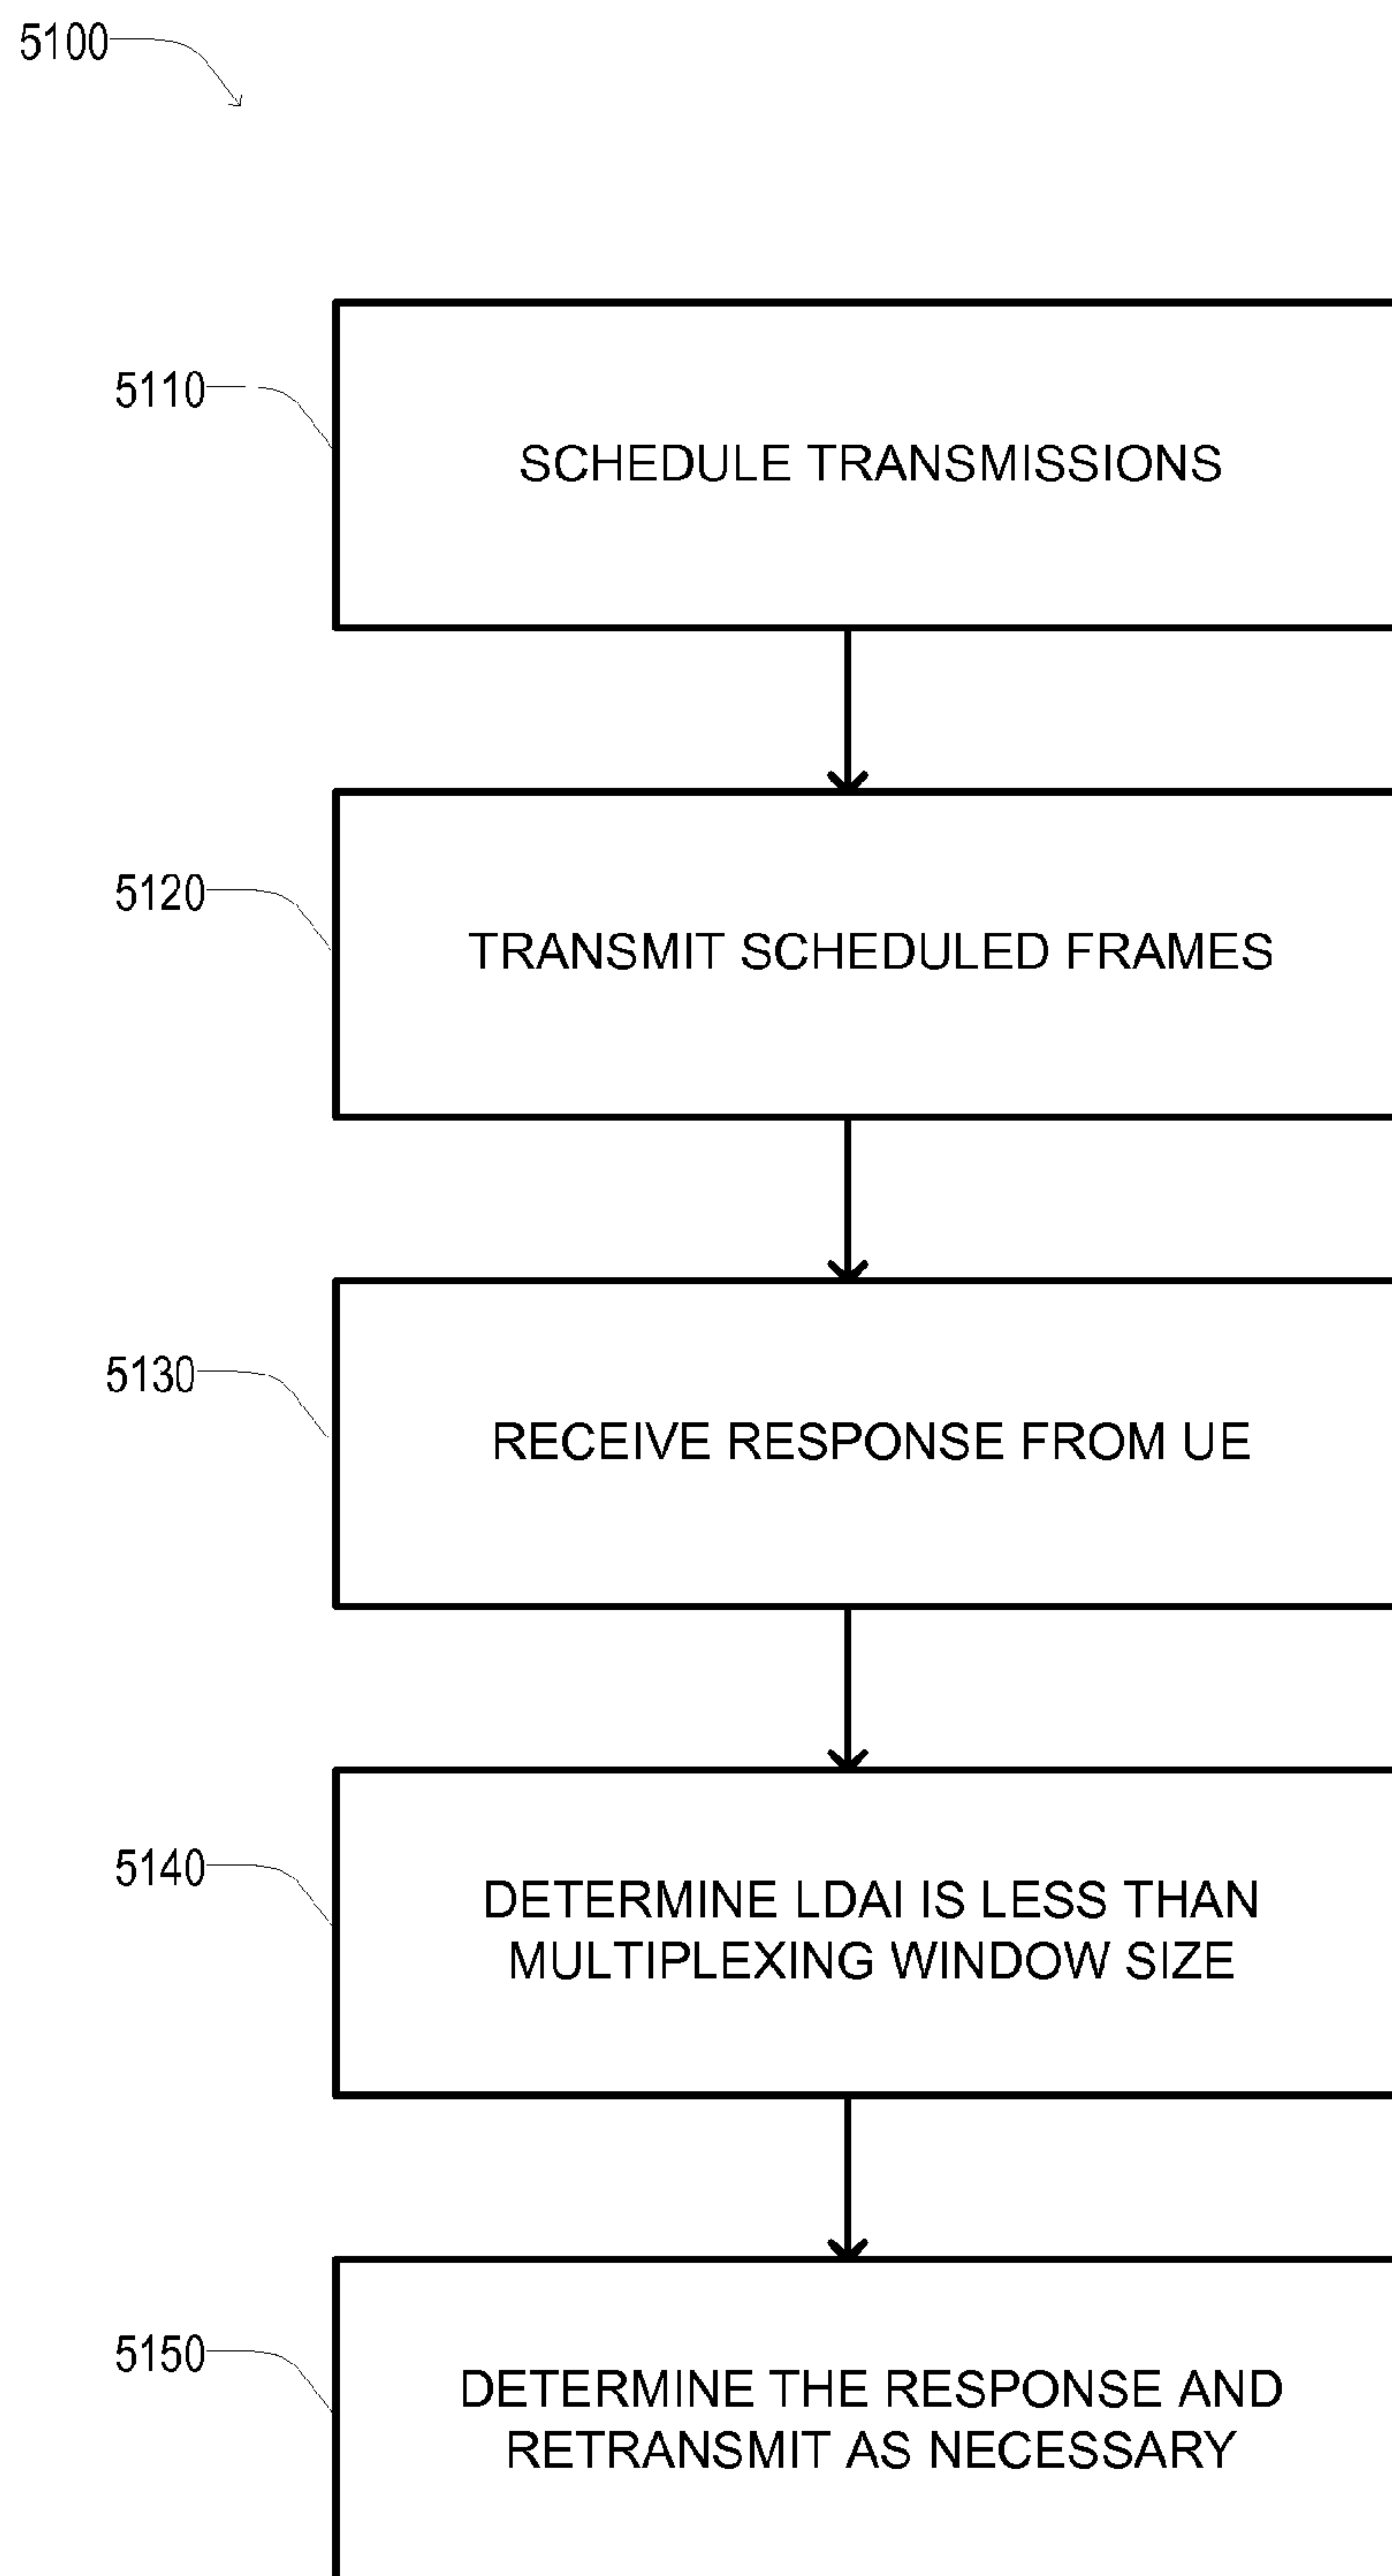 5100
5110
SCHEDULE TRANSMISSIONS
5120
TRANSMIT SCHEDULED FRAMES
5130
RECEIVE RESPONSE FROM UE
5140
DETERMINE LDAI IS LESS THAN
MULTIPLEXING WINDOW SIZE
5150
DETERMINE THE RESPONSE AND
RETRANSMIT AS NECESSARY